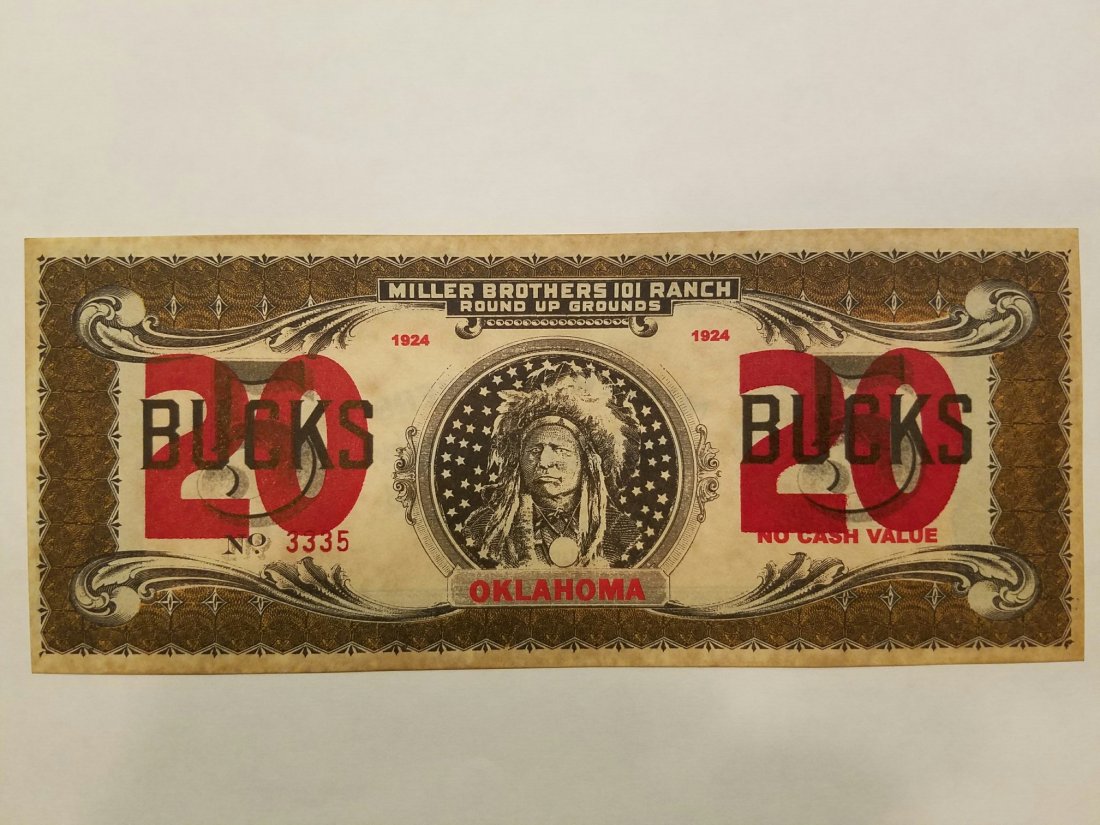 MILLER BROTHERS 101 RANCH
ROUND UP GROUNDS
1924 1924
20 20
BUCKS BUCKS
No 3335
NO CASH VALUE
OKLAHOMA